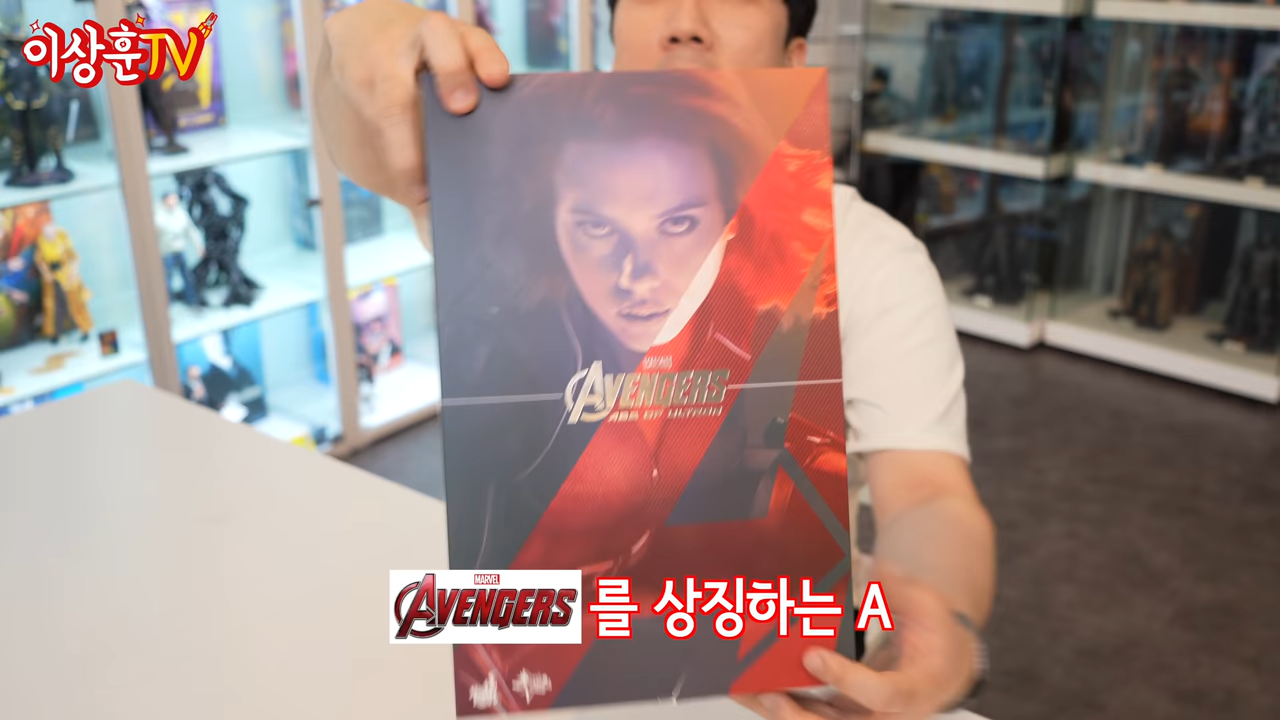 이상훈TV
AVENGERS
AGE OF ULTRON
MARVEL
AVENGERS 를 상징하는 A